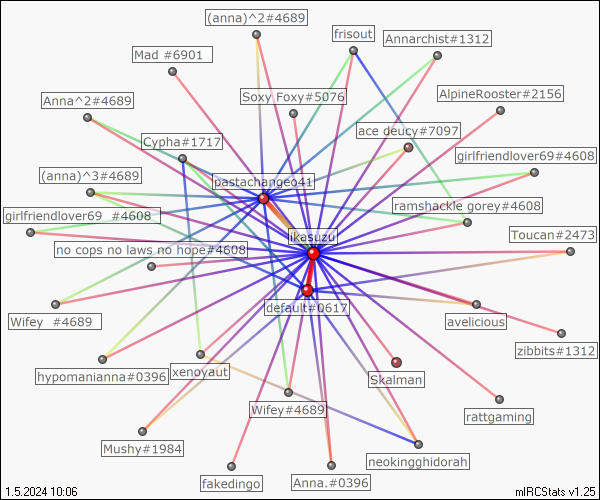 (anna)^2#4689
frisout
Annarchist#1312
Mad #6901
Soxy Foxy#5076
AlpineRooster#2156
Anna^2#4689
Cypha#1717
ace deucy#7097
(anna)^3#4689
pastachangeo41
girlfriendlover69#4608
girlfriendlover69 #4608
ramshackle gorey#4608
ikasuzu
Toucan#2473
no cops no laws no hope#4608
default#0617
Wifey #4689
avelicious
zibbits#1312
hypomanianna#0396
xenoyaut
Skalman
Wifey#4689
rattgaming
Mushy#1984
neokingghidorah
fakedingo
Anna.#0396
1.5.2024 10:06
mIRCStats v1.25